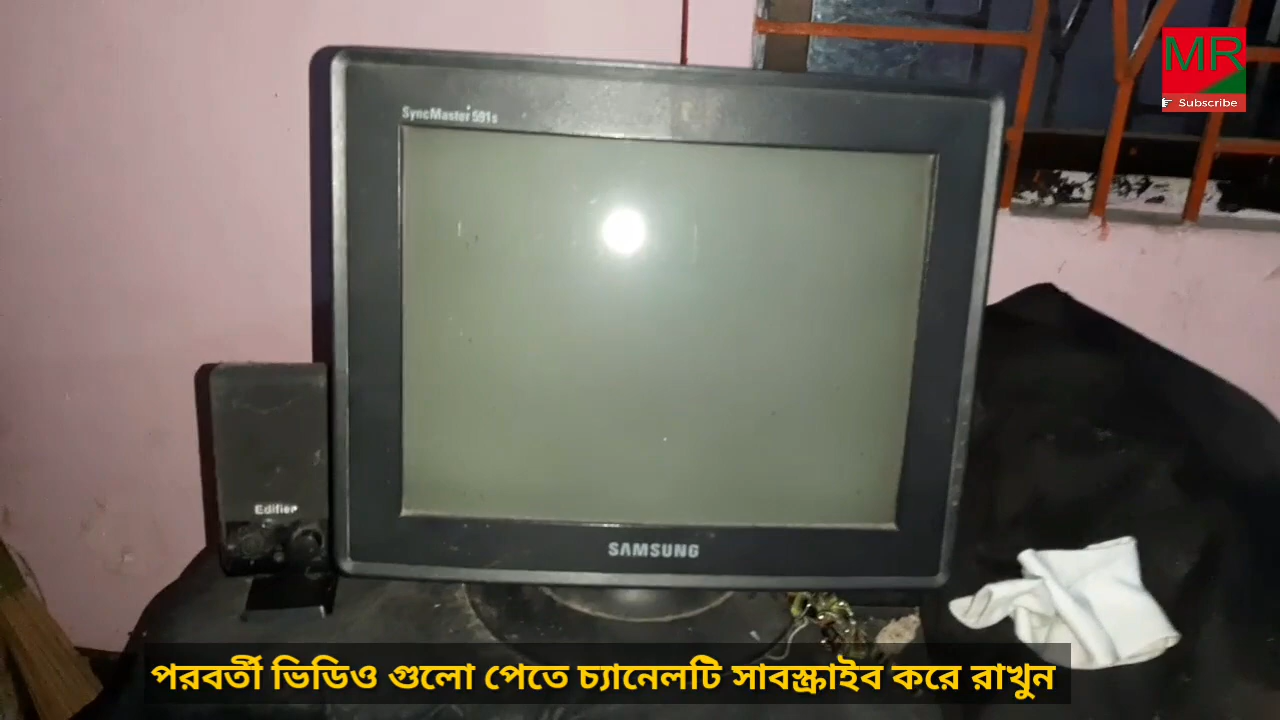 MR
Subscribe
SyncMaster 591s
Edifier
SAMSUNG
পরবর্তী ভিডিও গুলো পেতে চ্যানেলটি সাবস্ক্রাইব করে রাখুন